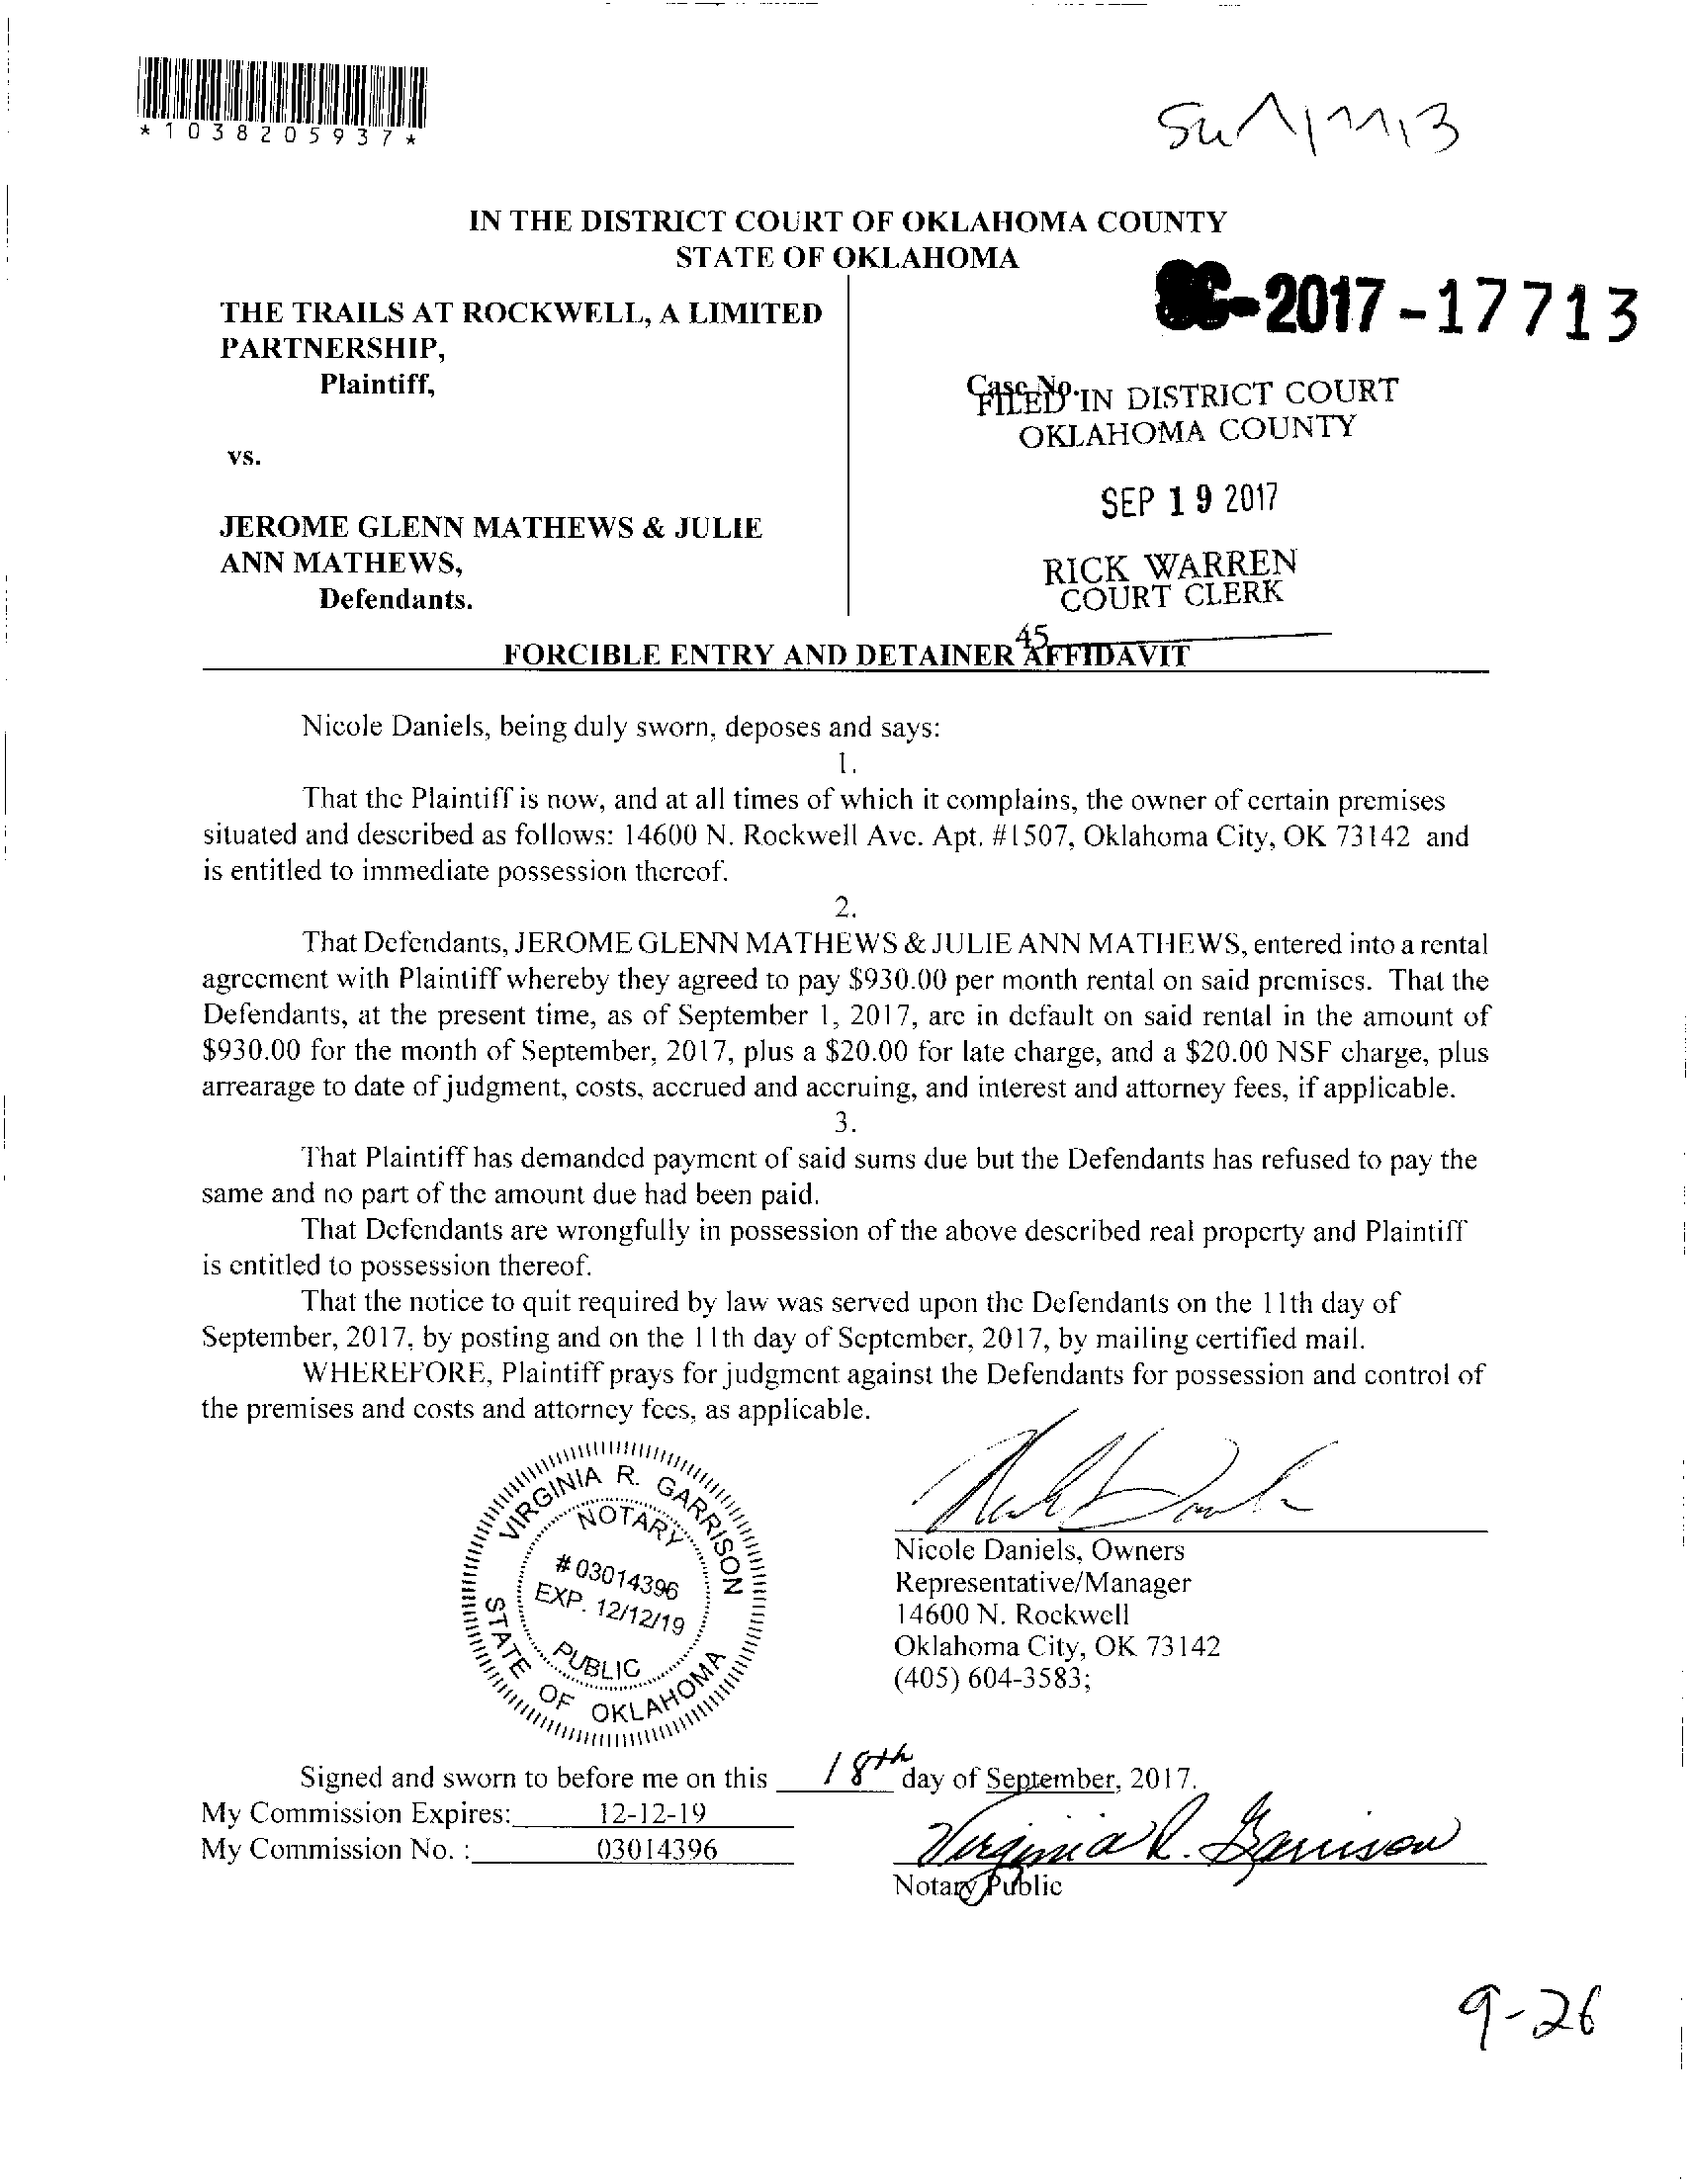 *1038205937*
IN THE DISTRICT COURT OF OKLAHOMA COUNTY
STATE OF OKLAHOMA
THE TRAILS AT ROCKWELL, A LIMITED
PARTNERSHIP,
Plaintiff,
vs.
JEROME GLENN MATHEWS & JULIE
ANN MATHEWS,
Defendants.
-2017-17713
Case No.
FILED IN DISTRICT COURT
OKLAHOMA COUNTY
SEP 19 2017
RICK WARREN
COURT CLERK
45
FORCIBLE ENTRY AND DETAINER AFFIDAVIT
Nicole Daniels, being duly sworn, deposes and says:
1.
That the Plaintiff is now, and at all times of which it complains, the owner of certain premises
situated and described as follows: 14600 N. Rockwell Ave. Apt. #1507, Oklahoma City, OK 73142 and
is entitled to immediate possession thereof.
2.
That Defendants, JEROME GLENN MATHEWS & JULIE ANN MATHEWS, entered into a rental
agreement with Plaintiff whereby they agreed to pay $930.00 per month rental on said premises. That the
Defendants, at the present time, as of September 1, 2017, are in default on said rental in the amount of
$930.00 for the month of September, 2017, plus a $20.00 for late charge, and a $20.00 NSF charge, plus
arrearage to date of judgment, costs, accrued and accruing, and interest and attorney fees, if applicable.
3.
That Plaintiff has demanded payment of said sums due but the Defendants has refused to pay the
same and no part of the amount due had been paid.
That Defendants are wrongfully in possession of the above described real property and Plaintiff
is entitled to possession thereof.
That the notice to quit required by law was served upon the Defendants on the 11th day of
September, 2017, by posting and on the 11th day of September, 2017, by mailing certified mail.
WHEREFORE, Plaintiff prays for judgment against the Defendants for possession and control of
the premises and costs and attorney fees, as applicable.
VIRGINIA R. GARRISON
NOTARY
#03014396
EXP. 12/12/19
PUBLIC
STATE OF OKLAHOMA
Nicole Daniels, Owners
Representative/Manager
14600 N. Rockwell
Oklahoma City, OK 73142
(405) 604-3583;
Signed and sworn to before me on this 18th day of September, 2017.
My Commission Expires: 12-12-19
My Commission No. : 03014396
Virginia R. Garrison
Notary Public
9-26